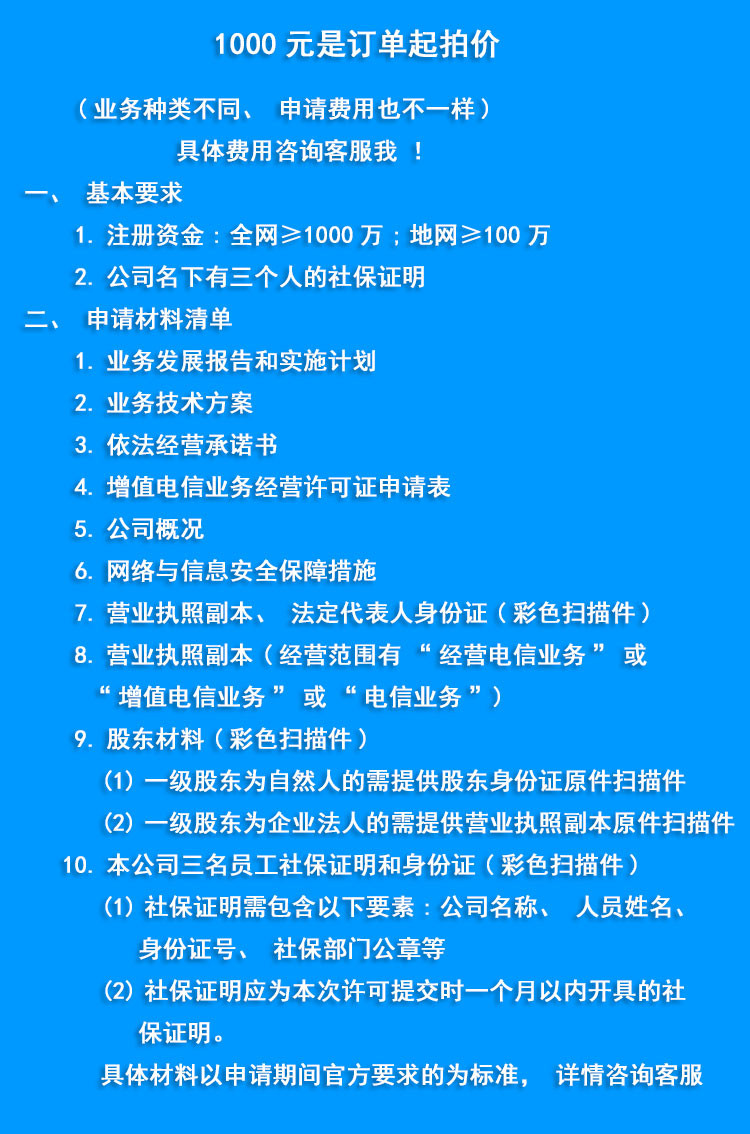 1000 元是订单起拍价
（业务种类不同、 申请费用也不一样）
具体费用咨询客服我 ！
一、 基本要求
1. 注册资金：全网≥1000 万；地网≥100 万
2. 公司名下有三个人的社保证明
二、 申请材料清单
1. 业务发展报告和实施计划
2. 业务技术方案
3. 依法经营承诺书
4. 增值电信业务经营许可证申请表
5. 公司概况
6. 网络与信息安全保障措施
7. 营业执照副本、 法定代表人身份证（彩色扫描件）
8. 营业执照副本（经营范围有 “ 经营电信业务 ” 或
“ 增值电信业务 ” 或 “ 电信业务 ”）
9. 股东材料（彩色扫描件）
(1) 一级股东为自然人的需提供股东身份证原件扫描件
(2) 一级股东为企业法人的需提供营业执照副本原件扫描件
10. 本公司三名员工社保证明和身份证（彩色扫描件）
(1) 社保证明需包含以下要素：公司名称、 人员姓名、
身份证号、 社保部门公章等
(2) 社保证明应为本次许可提交时一个月以内开具的社
保证明。
具体材料以申请期间官方要求的为标准， 详情咨询客服